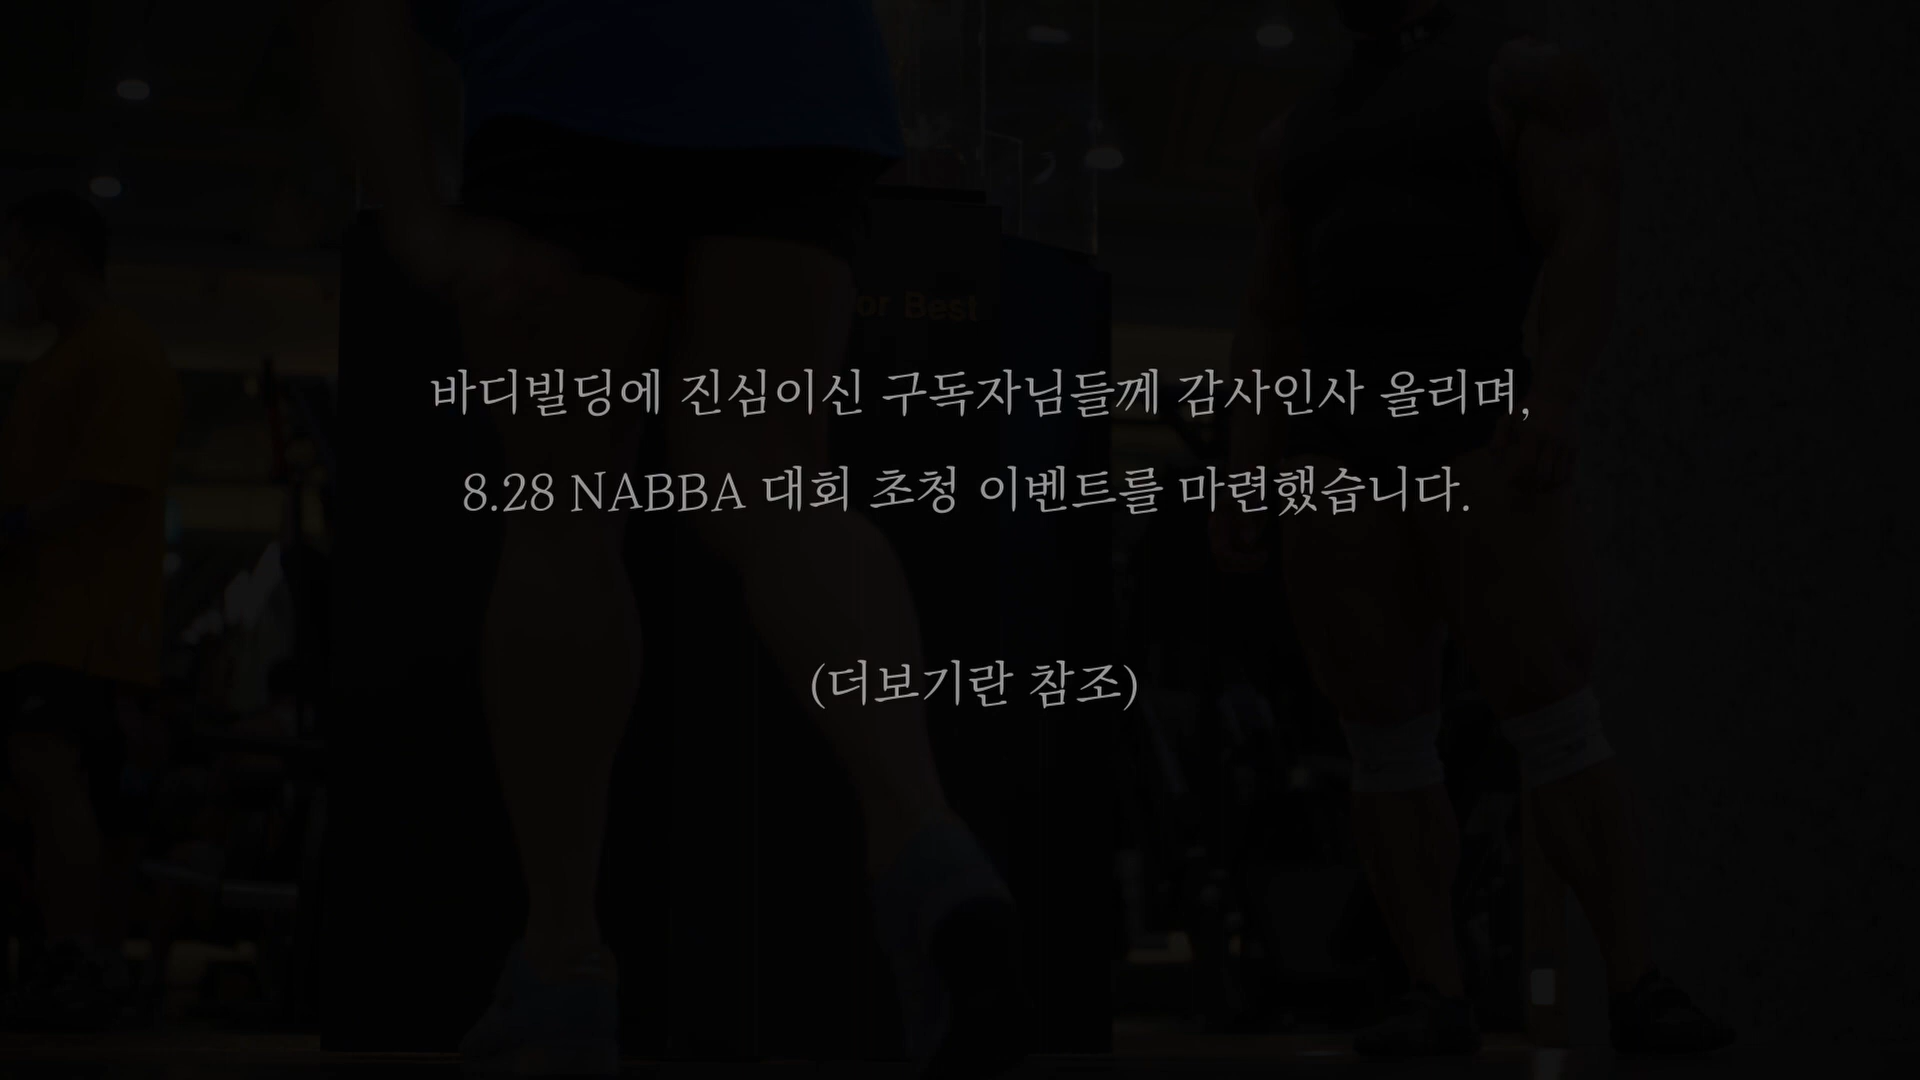 or Best
바디빌딩에 진심이신 구독자님들께 감사인사 올리며,
8.28 NABBA 대회 초청 이벤트를 마련했습니다.
(더보기란 참조)